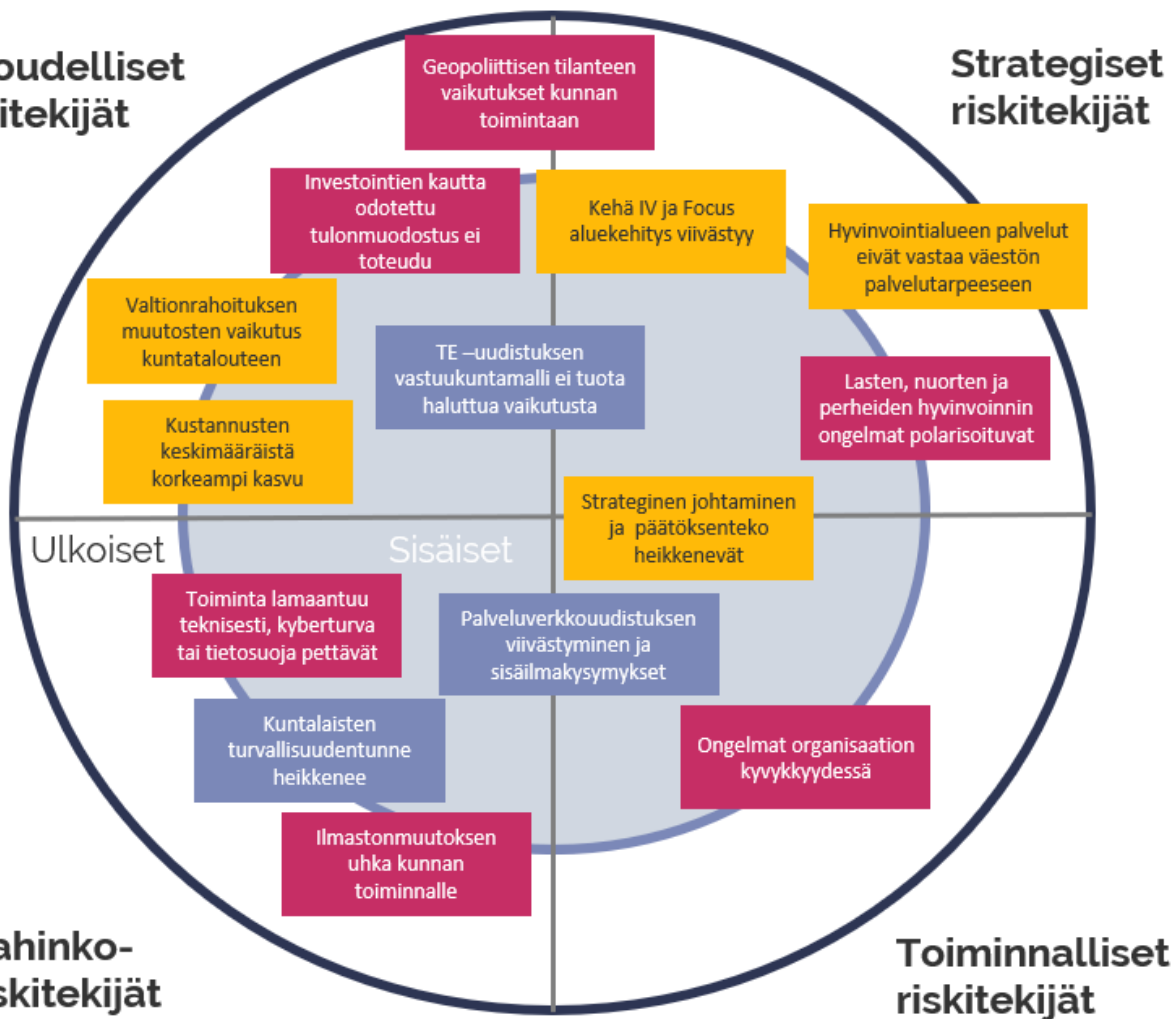 oudelliset
itekijät
Strategiset
riskitekijät
Geopoliittisen tilanteen
vaikutukset kunnan
toimintaan
Investointien kautta
odotettu
tulonmuodostus ei
toteudu
Kehä IV ja Focus
aluekehitys viivästyy
Hyvinvointialueen palvelut
eivät vastaa väestön
palvelutarpeeseen
Valtionrahoituksen
muutosten vaikutus
kuntatalouteen
TE –uudistuksen
vastuukuntamalli ei tuota
haluttua vaikutusta
Lasten, nuorten ja
perheiden hyvinvoinnin
ongelmat polarisoituvat
Kustannusten
keskimääräistä
korkeampi kasvu
Strateginen johtaminen
ja päätöksenteko
heikkenevät
Ulkoiset
Sisäiset
Toiminta lamaantuu
teknisesti, kyberturva
tai tietosuoja pettävät
Palveluverkkouudistuksen
viivästyminen ja
sisäilmakysymykset
Kuntalaisten
turvallisuudentunne
heikkenee
Ongelmat organisaation
kyvykkyydessä
Ilmastonmuutoksen
uhka kunnan
toiminnalle
ahinko-
skitekijät
Toiminnalliset
riskitekijät